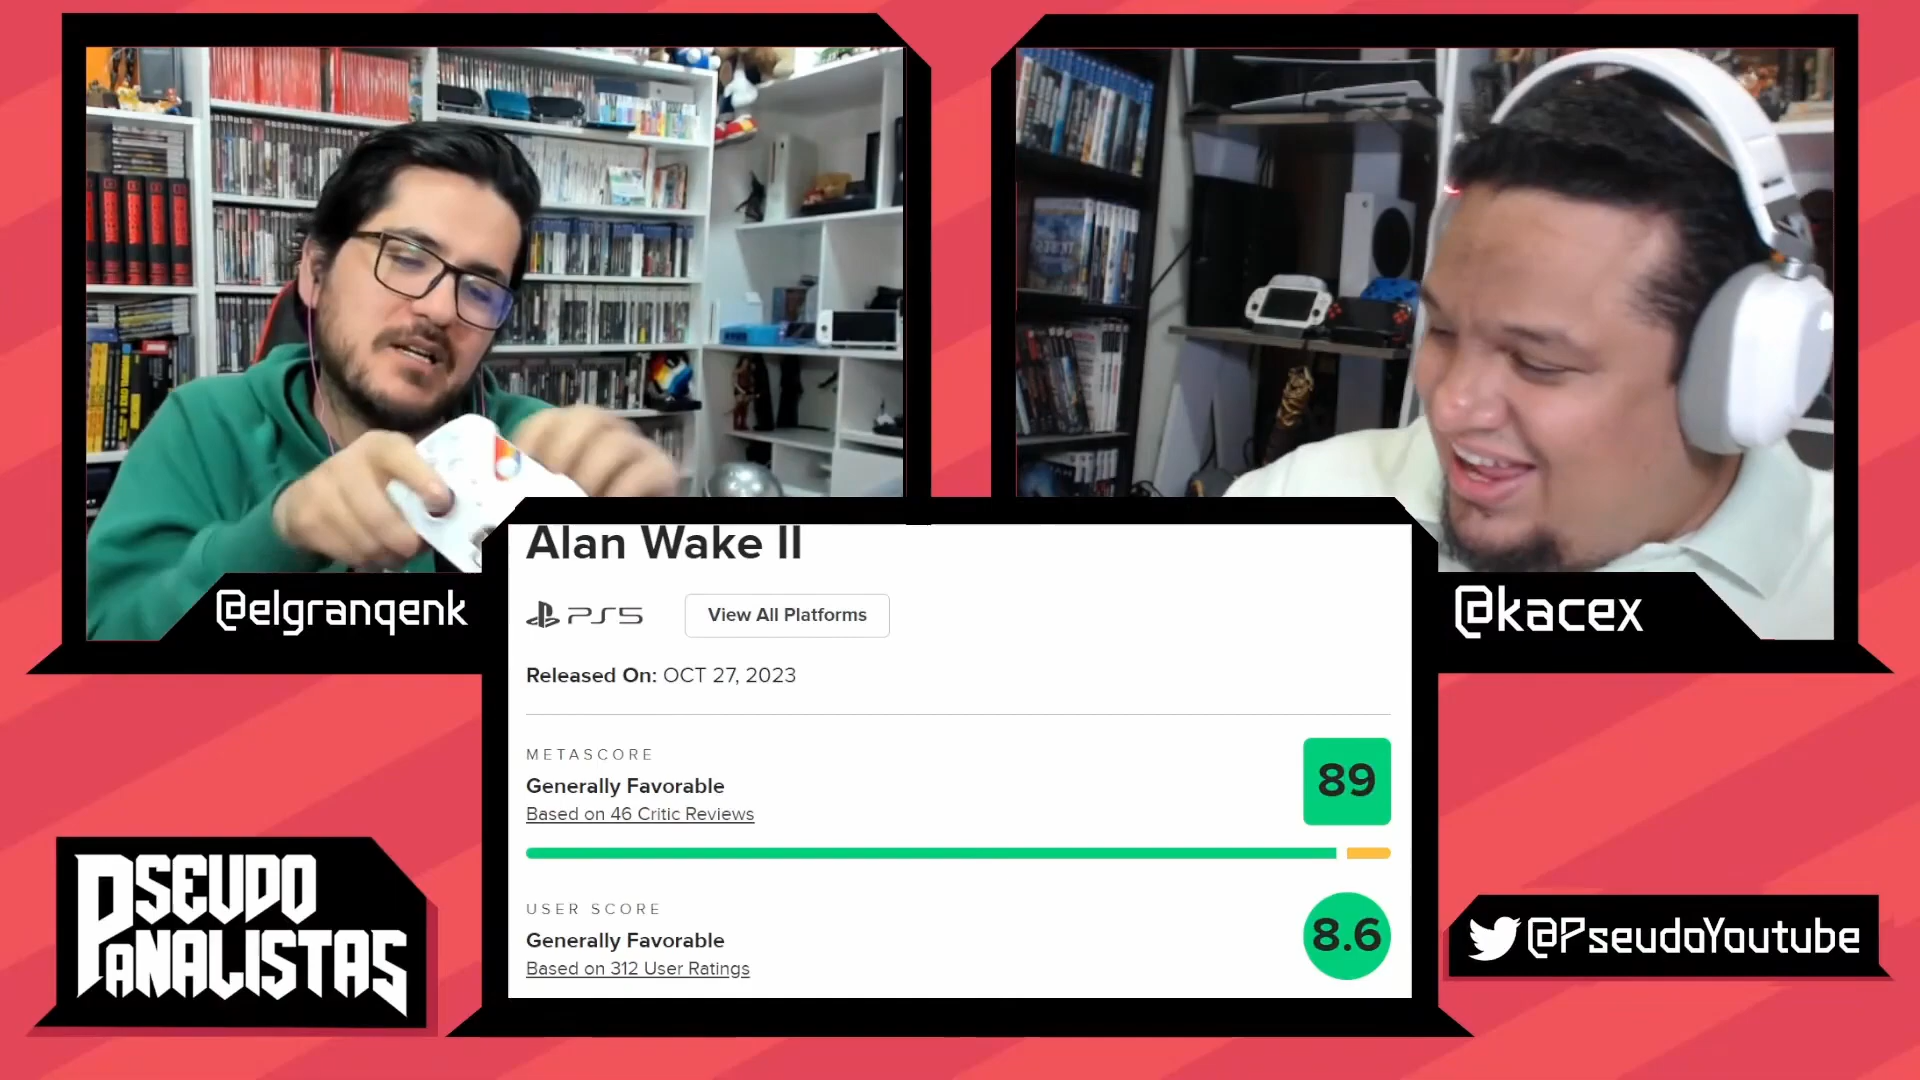 @elgranqenk
@kacex
Alan Wake II
PS5
View All Platforms
Released On: OCT 27, 2023
METASCORE
Generally Favorable
Based on 46 Critic Reviews
89
USER SCORE
Generally Favorable
Based on 312 User Ratings
8.6
PSEUDO
ANALISTAS
@PseudoYoutube